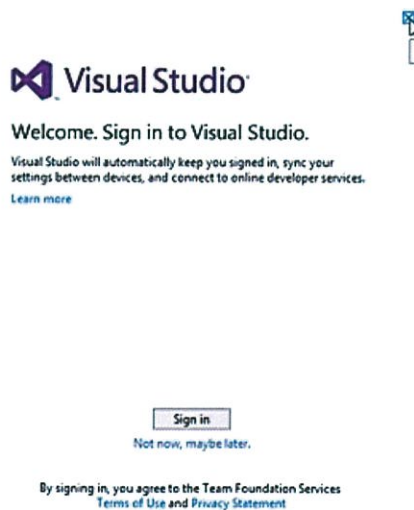 Visual Studio
Welcome. Sign in to Visual Studio.
Visual Studio will automatically keep you signed in, sync your
settings between devices, and connect to online developer services.
Learn more
Sign in
Not now, maybe later.
By signing in, you agree to the Team Foundation Services
Terms of Use and Privacy Statement